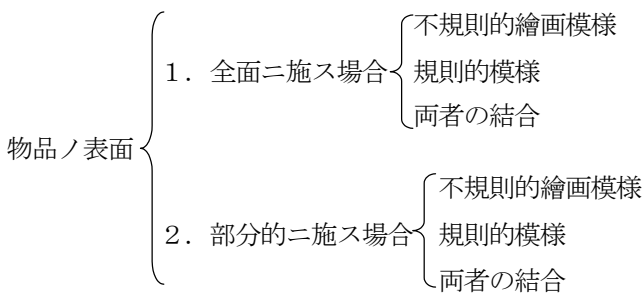 物品ノ表面
1．全面ニ施ス場合
不規則的繪画模様
規則的模様
両者の結合
2．部分的ニ施ス場合
不規則的繪画模様
規則的模様
両者の結合